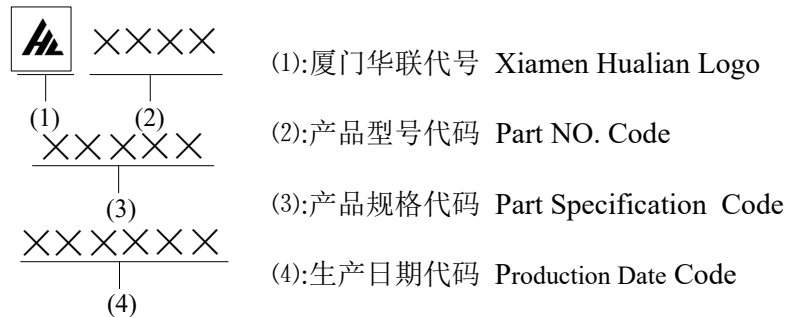 HL ××××
(1):厦门华联代号 Xiamen Hualian Logo
(1) (2)
(2):产品型号代码 Part NO. Code
×××××
(3)
(3):产品规格代码 Part Specification Code
××××××
(4)
(4):生产日期代码 Production Date Code